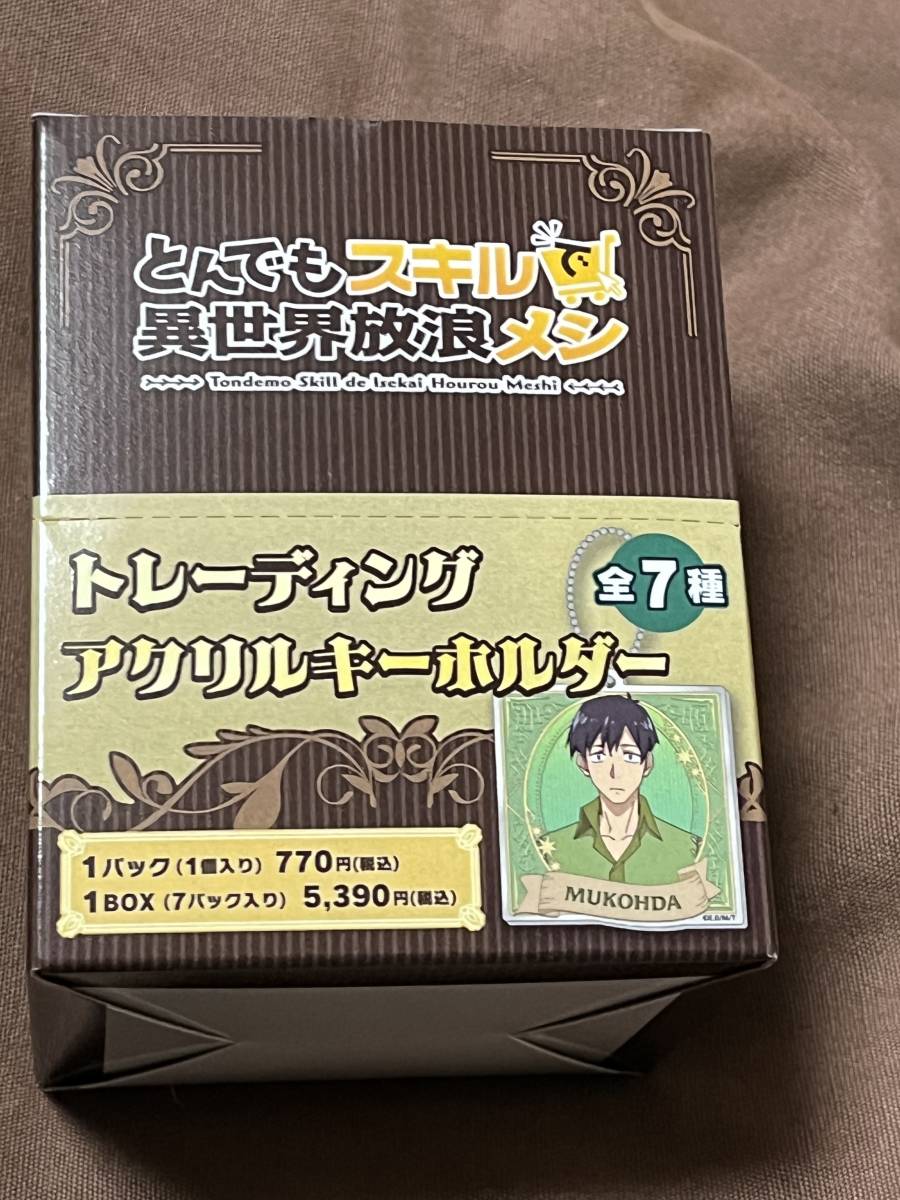 とんでもスキルで
異世界放浪メシ
Tondemo Skill de Isekai Hourou Meshi
トレーディング
アクリルキーホルダー
全7種
MUKOHDA
1パック(1個入り) 770円(税込)
1BOX(7パック入り) 5,390円(税込)